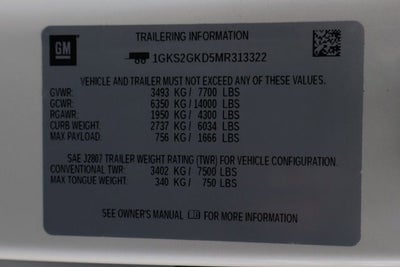 GM
TRAILERING INFORMATION
1GKS2GKD5MR313322
VEHICLE AND TRAILER MUST NOT EXCEED ANY OF THESE VALUES.
GVWR: 3493 KG / 7700 LBS
GCWR: 6350 KG / 14000 LBS
RGAWR: 1950 KG / 4300 LBS
CURB WEIGHT: 2737 KG / 6034 LBS
MAX PAYLOAD: 756 KG / 1666 LBS
SAE J2807 TRAILER WEIGHT RATING (TWR) FOR VEHICLE CONFIGURATION.
CONVENTIONAL TWR: 3402 KG / 7500 LBS
MAX TONGUE WEIGHT: 340 KG / 750 LBS
SEE OWNER'S MANUAL FOR MORE INFORMATION